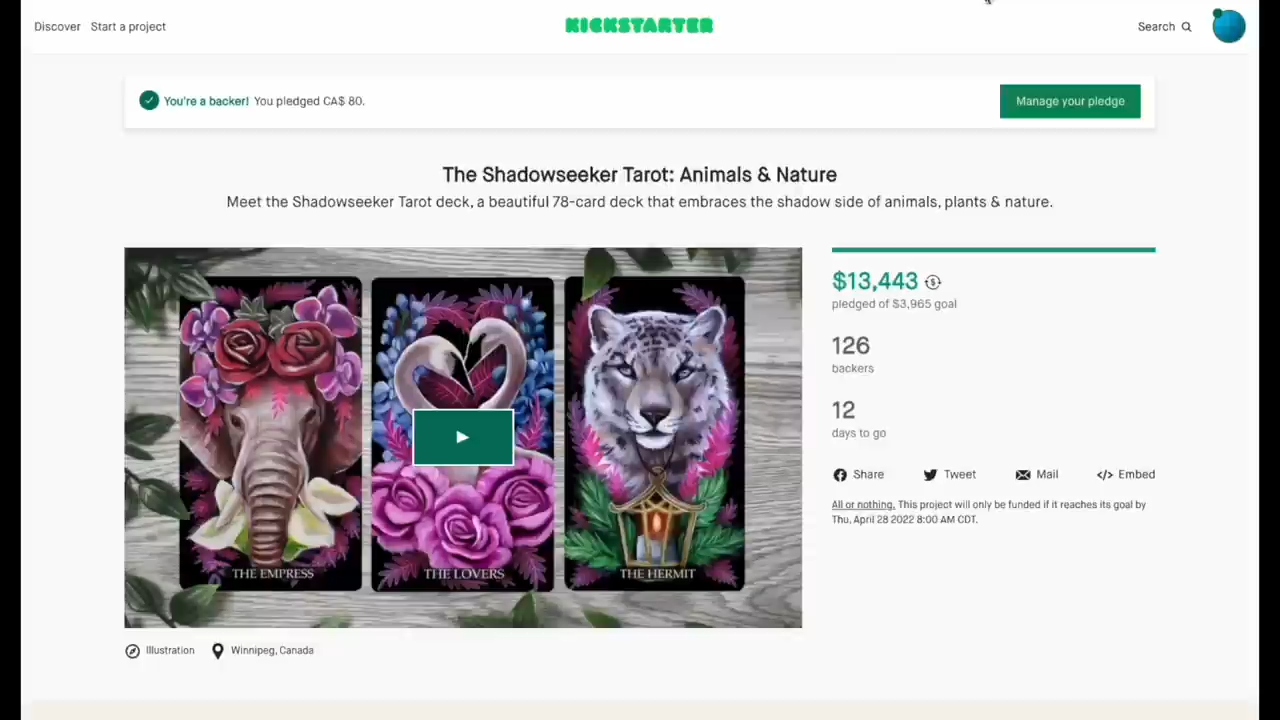 Discover Start a project KICKSTARTER Search
You're a backer! You pledged CA$ 80. Manage your pledge
The Shadowseeker Tarot: Animals & Nature
Meet the Shadowseeker Tarot deck, a beautiful 78-card deck that embraces the shadow side of animals, plants & nature.
THE EMPRESS
THE LOVERS
THE HERMIT
$13,443
pledged of $3,965 goal
126
backers
12
days to go
Share Tweet Mail Embed
All or nothing. This project will only be funded if it reaches its goal by
Thu, April 28 2022 8:00 AM CDT.
Illustration Winnipeg, Canada